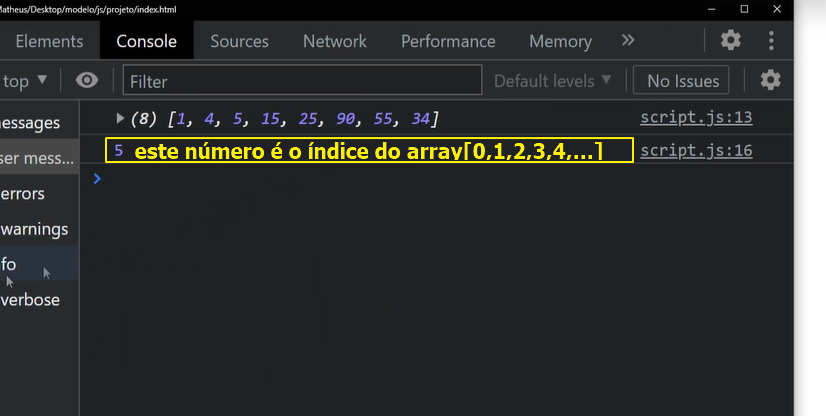 Matheus/Desktop/modelo/js/projeto/index.html
Elements Console Sources Network Performance Memory
top Filter Default levels No Issues
essages (8) [1, 4, 5, 15, 25, 90, 55, 34] script.js:13
ser mess... 5 este número é o índice do array[0,1,2,3,4,...] script.js:16
errors
warnings
fo
verbose